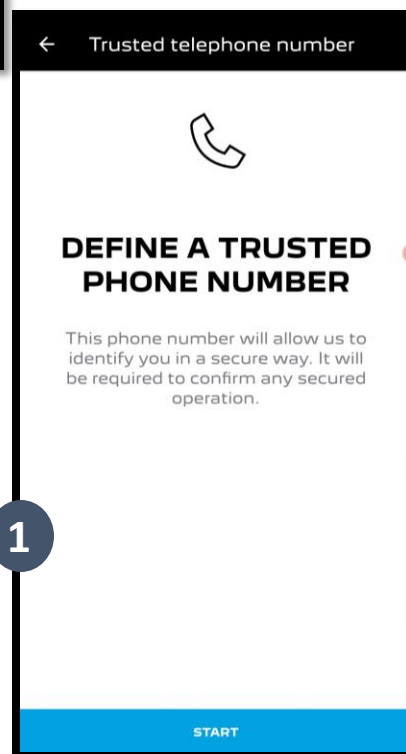 Trusted telephone number
DEFINE A TRUSTED
PHONE NUMBER
This phone number will allow us to
identify you in a secure way. It will
be required to confirm any secured
operation.
1
START